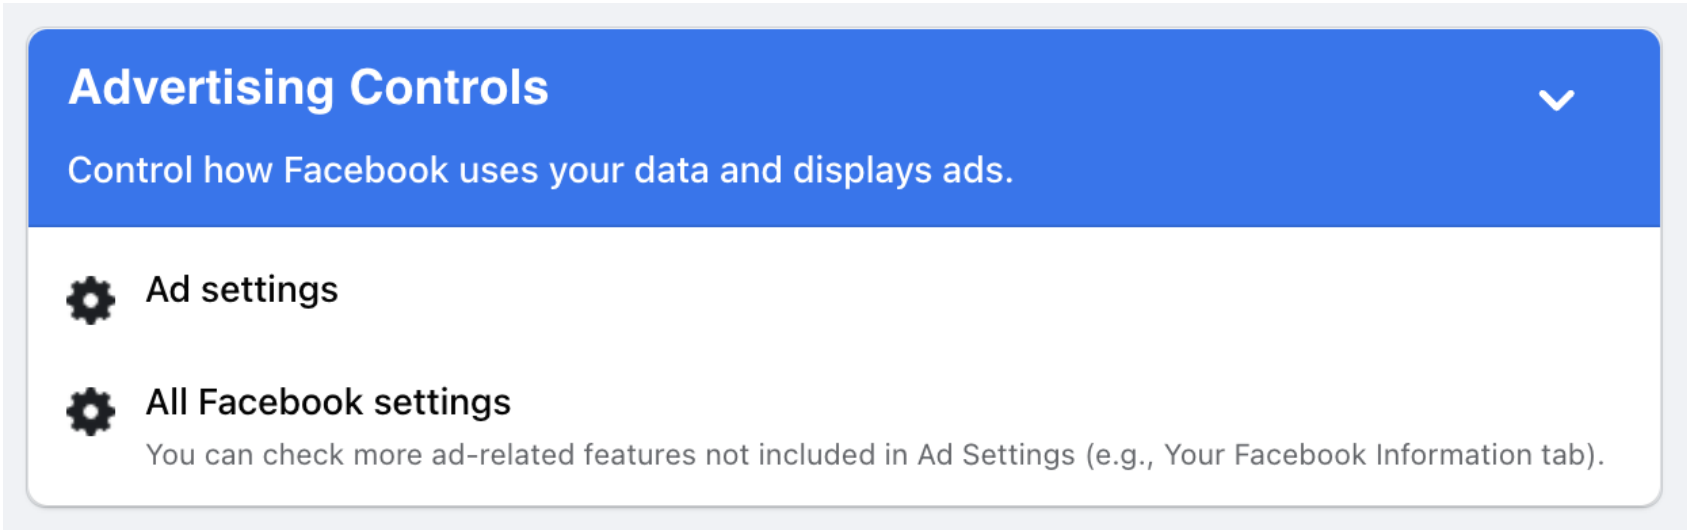 Advertising Controls
Control how Facebook uses your data and displays ads.
Ad settings
All Facebook settings
You can check more ad-related features not included in Ad Settings (e.g., Your Facebook Information tab).